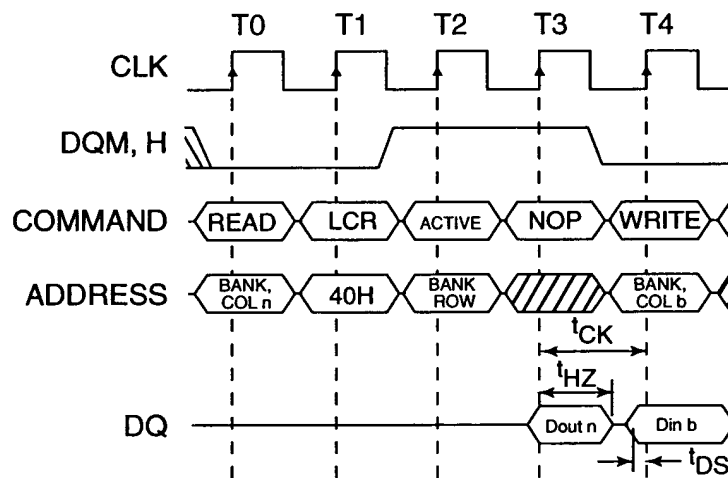 T0 T1 T2 T3 T4
CLK
DQM, H
COMMAND READ LCR ACTIVE NOP WRITE
ADDRESS BANK, COL n 40H BANK ROW BANK, COL b
tCK
tHZ
DQ Dout n Din b
tDS